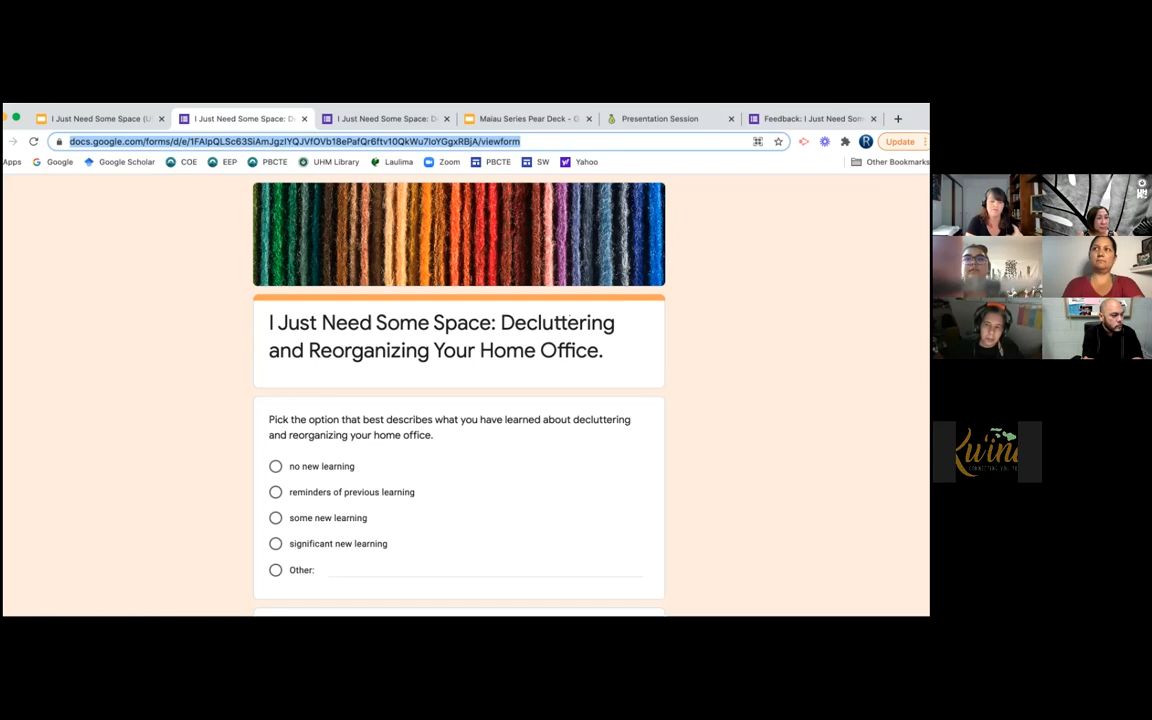 I Just Need Some Space (U
I Just Need Some Space: D
I Just Need Some Space: D
Maiau Series Pear Deck - G
Presentation Session
Feedback: I Just Need Som
docs.google.com/forms/d/e/1FAIpQLSc63SiAmJgzIYQJVfOVb18ePafQr6ftv10QkWu7IoYGgxRBjA/viewform
R
Update
Apps
Google
Google Scholar
COE
EEP
PBCTE
UHM Library
Laulima
Zoom
PBCTE
SW
Yahoo
Other Bookmarks
I Just Need Some Space: Decluttering
and Reorganizing Your Home Office.
Pick the option that best describes what you have learned about decluttering
and reorganizing your home office.
no new learning
reminders of previous learning
some new learning
significant new learning
Other: